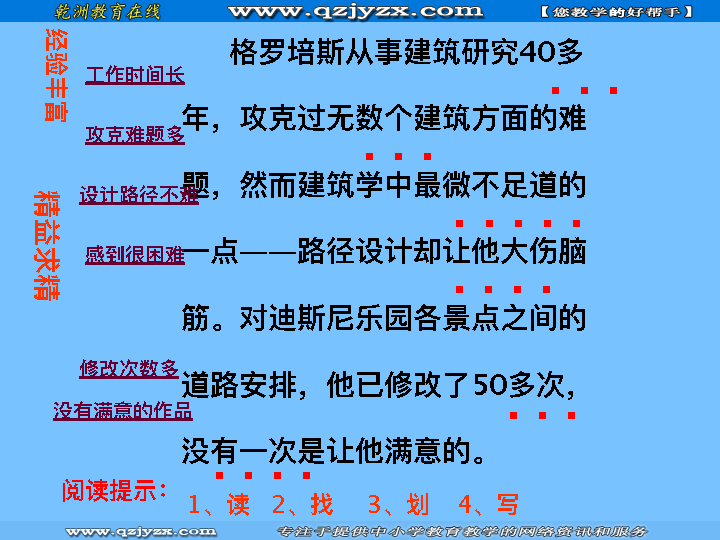 乾洲教育在线 www.qzjyzx.com 【您教学的好帮手】
经验丰富
精益求精
工作时间长
攻克难题多
设计路径不难
感到很困难
修改次数多
没有满意的作品
格罗培斯从事建筑研究40多
年，攻克过无数个建筑方面的难
题，然而建筑学中最微不足道的
一点——路径设计却让他大伤脑
筋。对迪斯尼乐园各景点之间的
道路安排，他已修改了50多次，
没有一次是让他满意的。
阅读提示：
1、读 2、找 3、划 4、写
www.qzjyzx.com 专注于提供中小学教育教学的网络资讯和服务